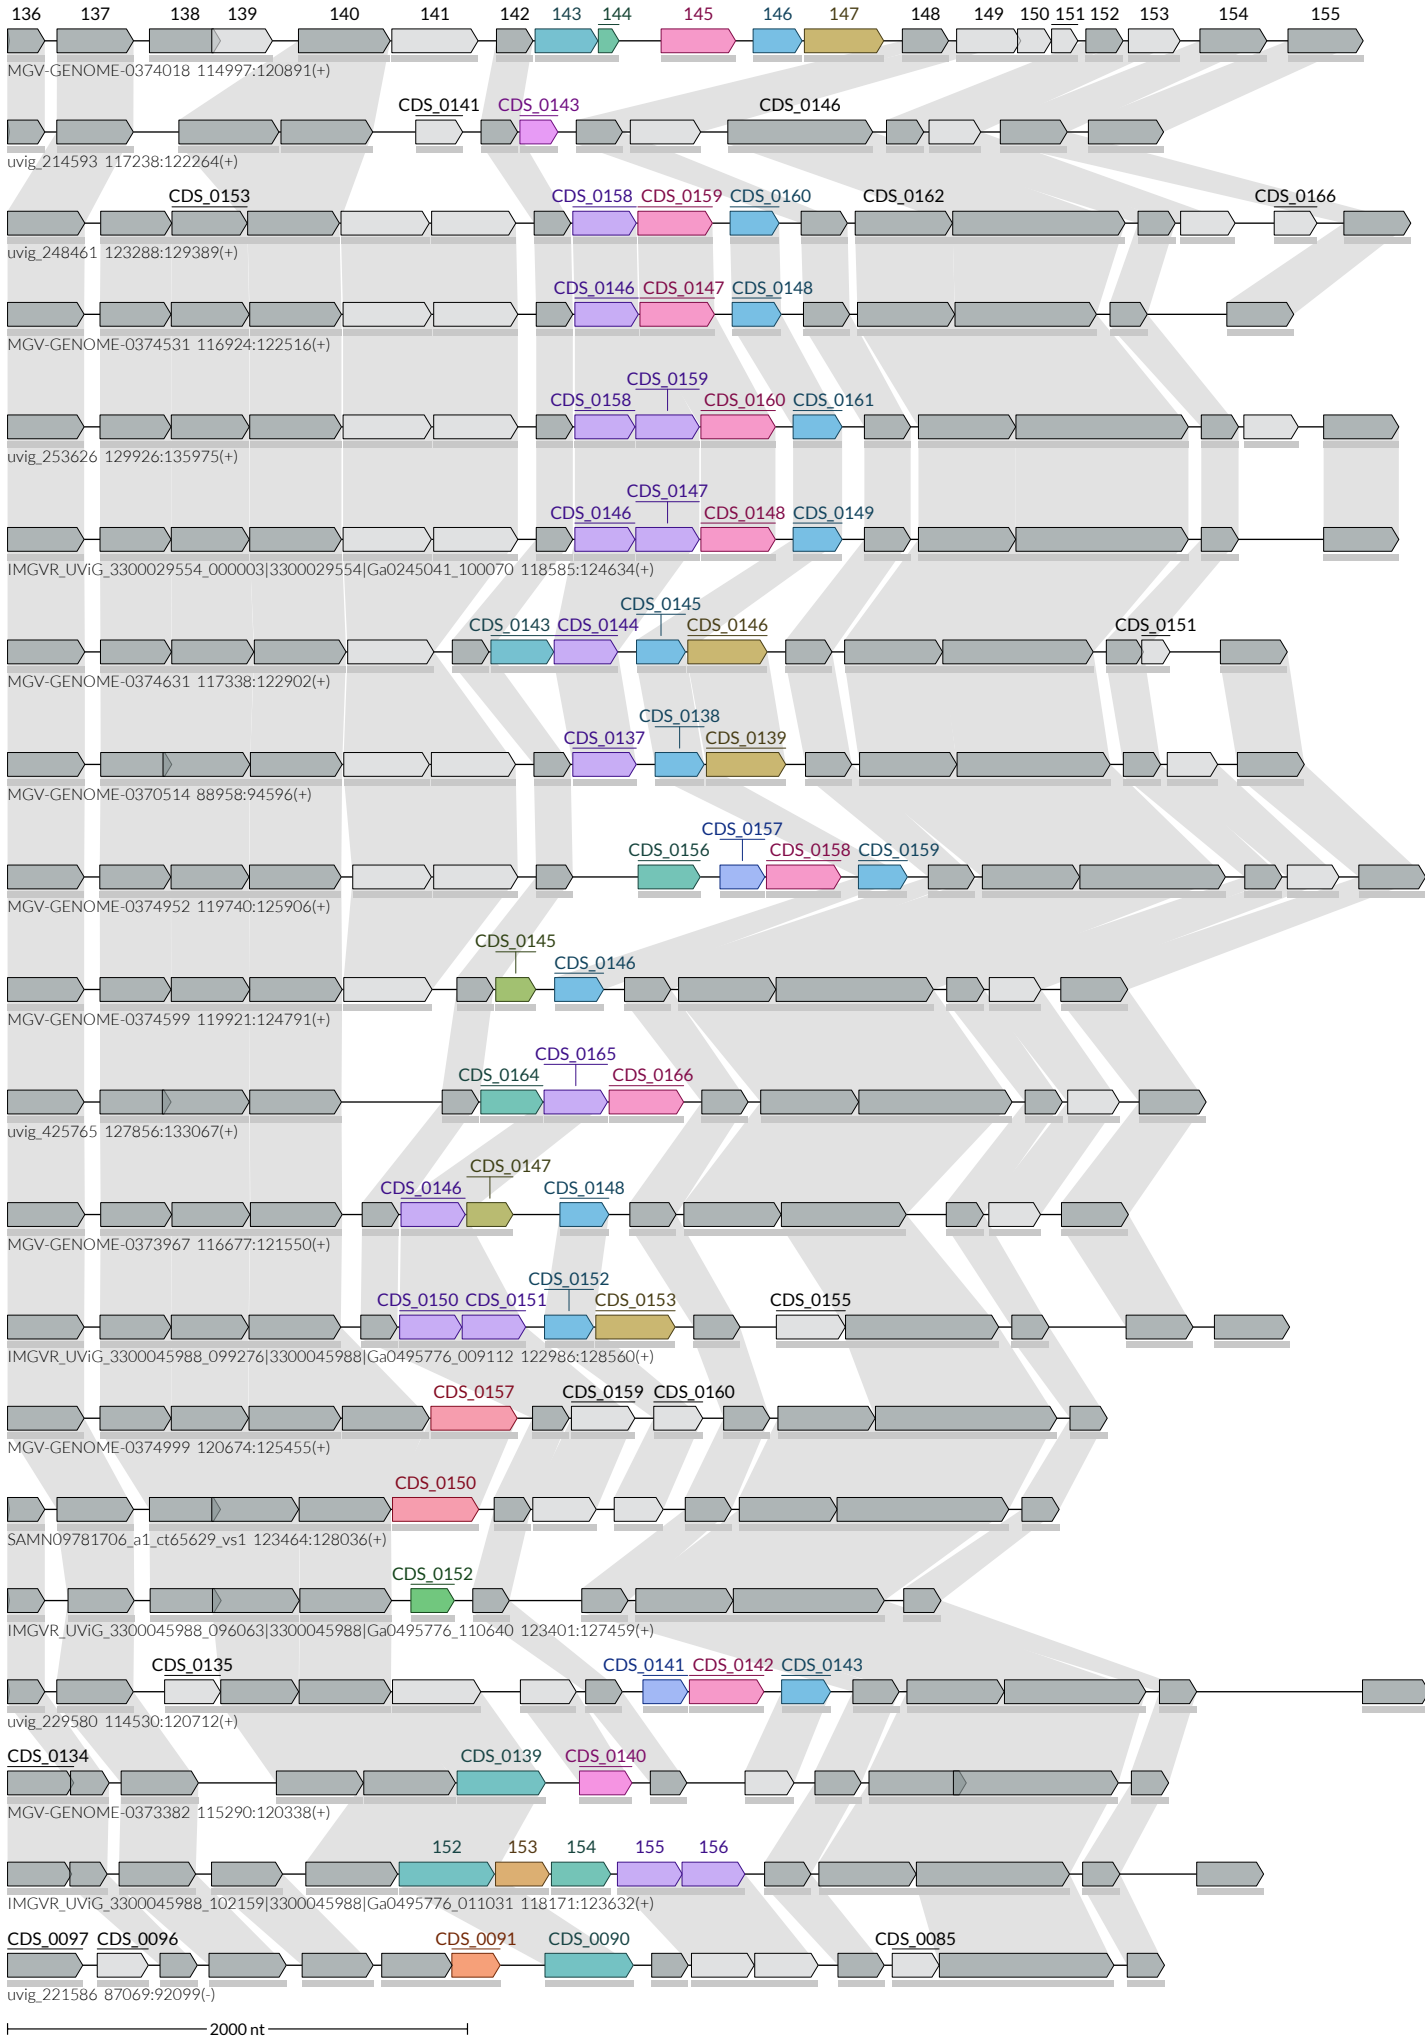 136 137 138 139 140 141 142 143 144 145 146 147 148 149 150 151 152 153 154 155
MGV-GENOME-0374018 114997:120891(+)
CDS_0141 CDS_0143 CDS_0146
uvig_214593 117238:122264(+)
CDS_0153 CDS_0158 CDS_0159 CDS_0160 CDS_0162 CDS_0166
uvig_248461 123288:129389(+)
CDS_0146 CDS_0147 CDS_0148
MGV-GENOME-0374531 116924:122516(+)
CDS_0159
CDS_0158 CDS_0160 CDS_0161
uvig_253626 129926:135975(+)
CDS_0147
CDS_0146 CDS_0148 CDS_0149
IMGVR_UViG_3300029554_000003|3300029554|Ga0245041_100070 118585:124634(+)
CDS_0145
CDS_0143 CDS_0144 CDS_0146 CDS_0151
MGV-GENOME-0374631 117338:122902(+)
CDS_0138
CDS_0137 CDS_0139
MGV-GENOME-0370514 88958:94596(+)
CDS_0157
CDS_0156 CDS_0158 CDS_0159
MGV-GENOME-0374952 119740:125906(+)
CDS_0145
CDS_0146
MGV-GENOME-0374599 119921:124791(+)
CDS_0165
CDS_0164 CDS_0166
uvig_425765 127856:133067(+)
CDS_0147
CDS_0146 CDS_0148
MGV-GENOME-0373967 116677:121550(+)
CDS_0152
CDS_0150 CDS_0151 CDS_0153 CDS_0155
IMGVR_UViG_3300045988_099276|3300045988|Ga0495776_009112 122986:128560(+)
CDS_0157 CDS_0159 CDS_0160
MGV-GENOME-0374999 120674:125455(+)
CDS_0150
SAMN09781706_a1_ct65629_vs1 123464:128036(+)
CDS_0152
IMGVR_UViG_3300045988_096063|3300045988|Ga0495776_110640 123401:127459(+)
CDS_0135 CDS_0141 CDS_0142 CDS_0143
uvig_229580 114530:120712(+)
CDS_0134 CDS_0139 CDS_0140
MGV-GENOME-0373382 115290:120338(+)
152 153 154 155 156
IMGVR_UViG_3300045988_102159|3300045988|Ga0495776_011031 118171:123632(+)
CDS_0097 CDS_0096 CDS_0091 CDS_0090 CDS_0085
uvig_221586 87069:92099(-)
2000 nt